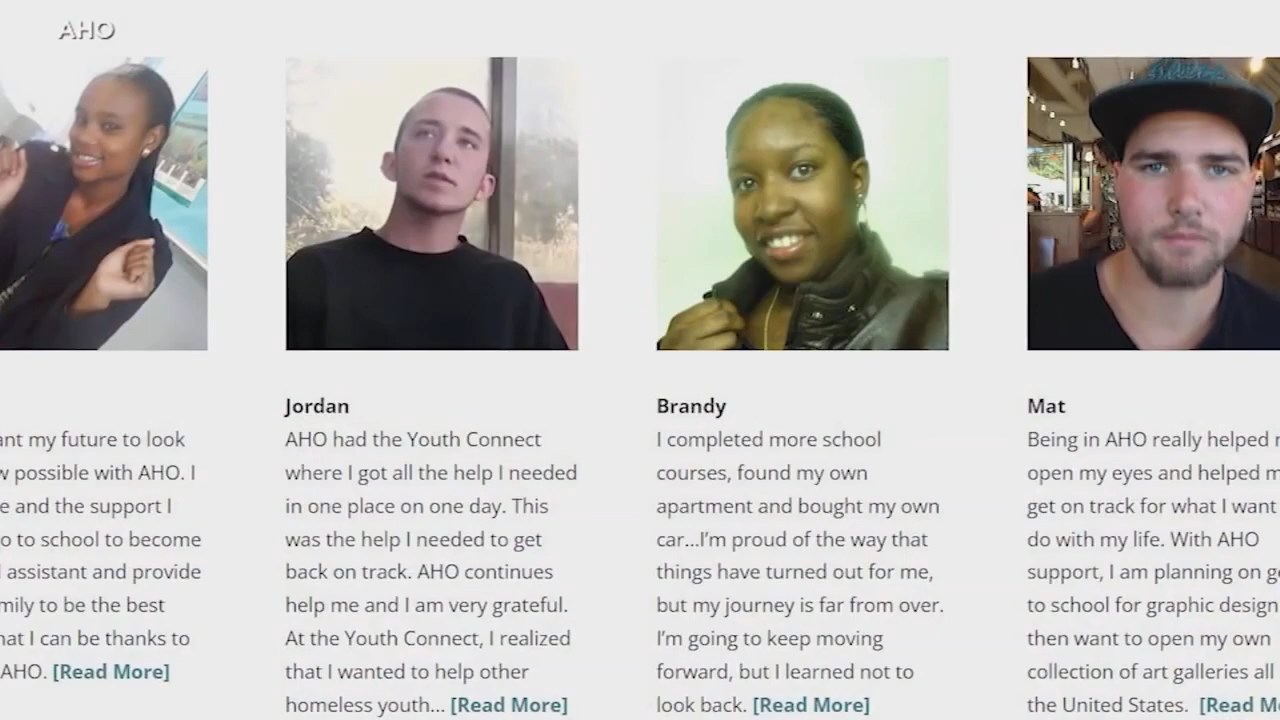 AHO
ant my future to look
possible with AHO. I
e and the support I
o to school to become
assistant and provide
mily to be the best
hat I can be thanks to
AHO. [Read More]
Jordan
AHO had the Youth Connect
where I got all the help I needed
in one place on one day. This
was the help I needed to get
back on track. AHO continues
help me and I am very grateful.
At the Youth Connect, I realized
that I wanted to help other
homeless youth... [Read More]
Brandy
I completed more school
courses, found my own
apartment and bought my own
car...I'm proud of the way that
things have turned out for me,
but my journey is far from over.
I'm going to keep moving
forward, but I learned not to
look back. [Read More]
Mat
Being in AHO really helped
open my eyes and helped m
get on track for what I want
do with my life. With AHO
support, I am planning on g
to school for graphic design
then want to open my own
collection of art galleries all
the United States. [Read M